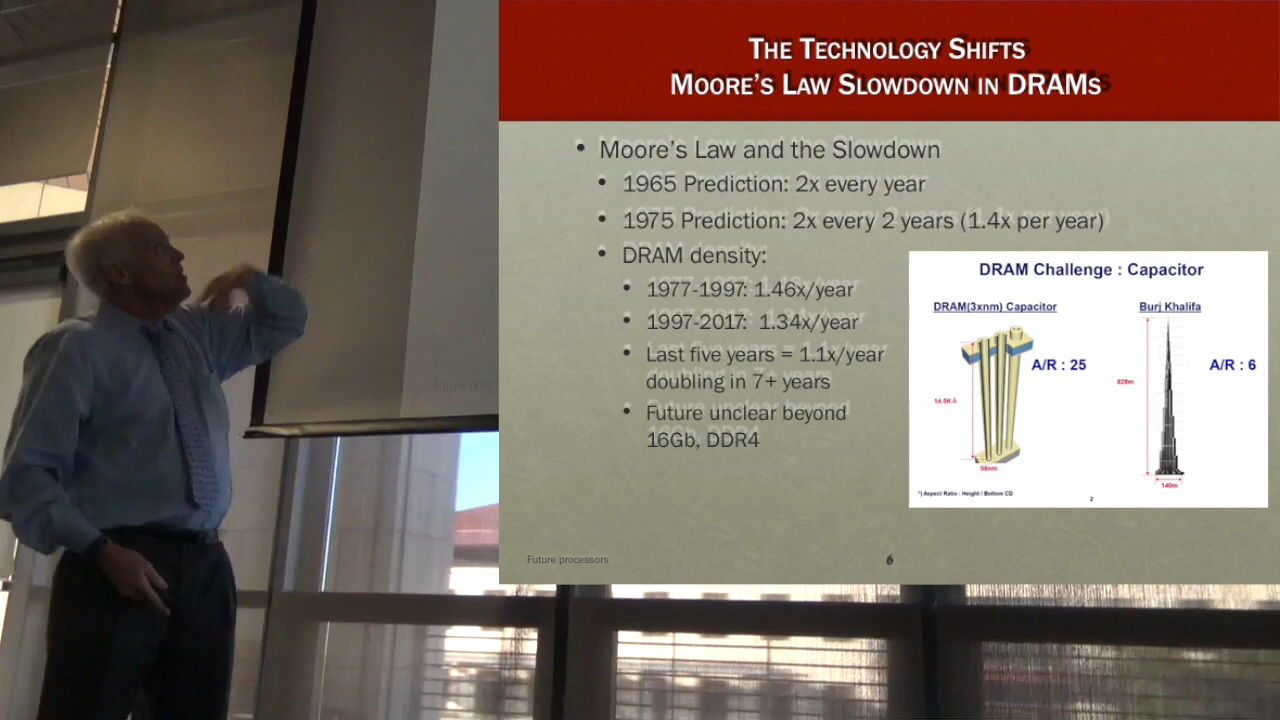 THE TECHNOLOGY SHIFTS
MOORE'S LAW SLOWDOWN IN DRAMS
• Moore's Law and the Slowdown
• 1965 Prediction: 2x every year
• 1975 Prediction: 2x every 2 years (1.4x per year)
• DRAM density:
• 1977-1997: 1.46x/year
• 1997-2017: 1.34x/year
• Last five years = 1.1x/year
doubling in 7+ years
• Future unclear beyond
16Gb, DDR4
DRAM Challenge : Capacitor
DRAM(3xnm) Capacitor
Burj Khalifa
A/R : 25
A/R : 6
828m
14.5KÅ
58nm
140m
*) Aspect Ratio : Height / Bottom CD
2
Future processors
6